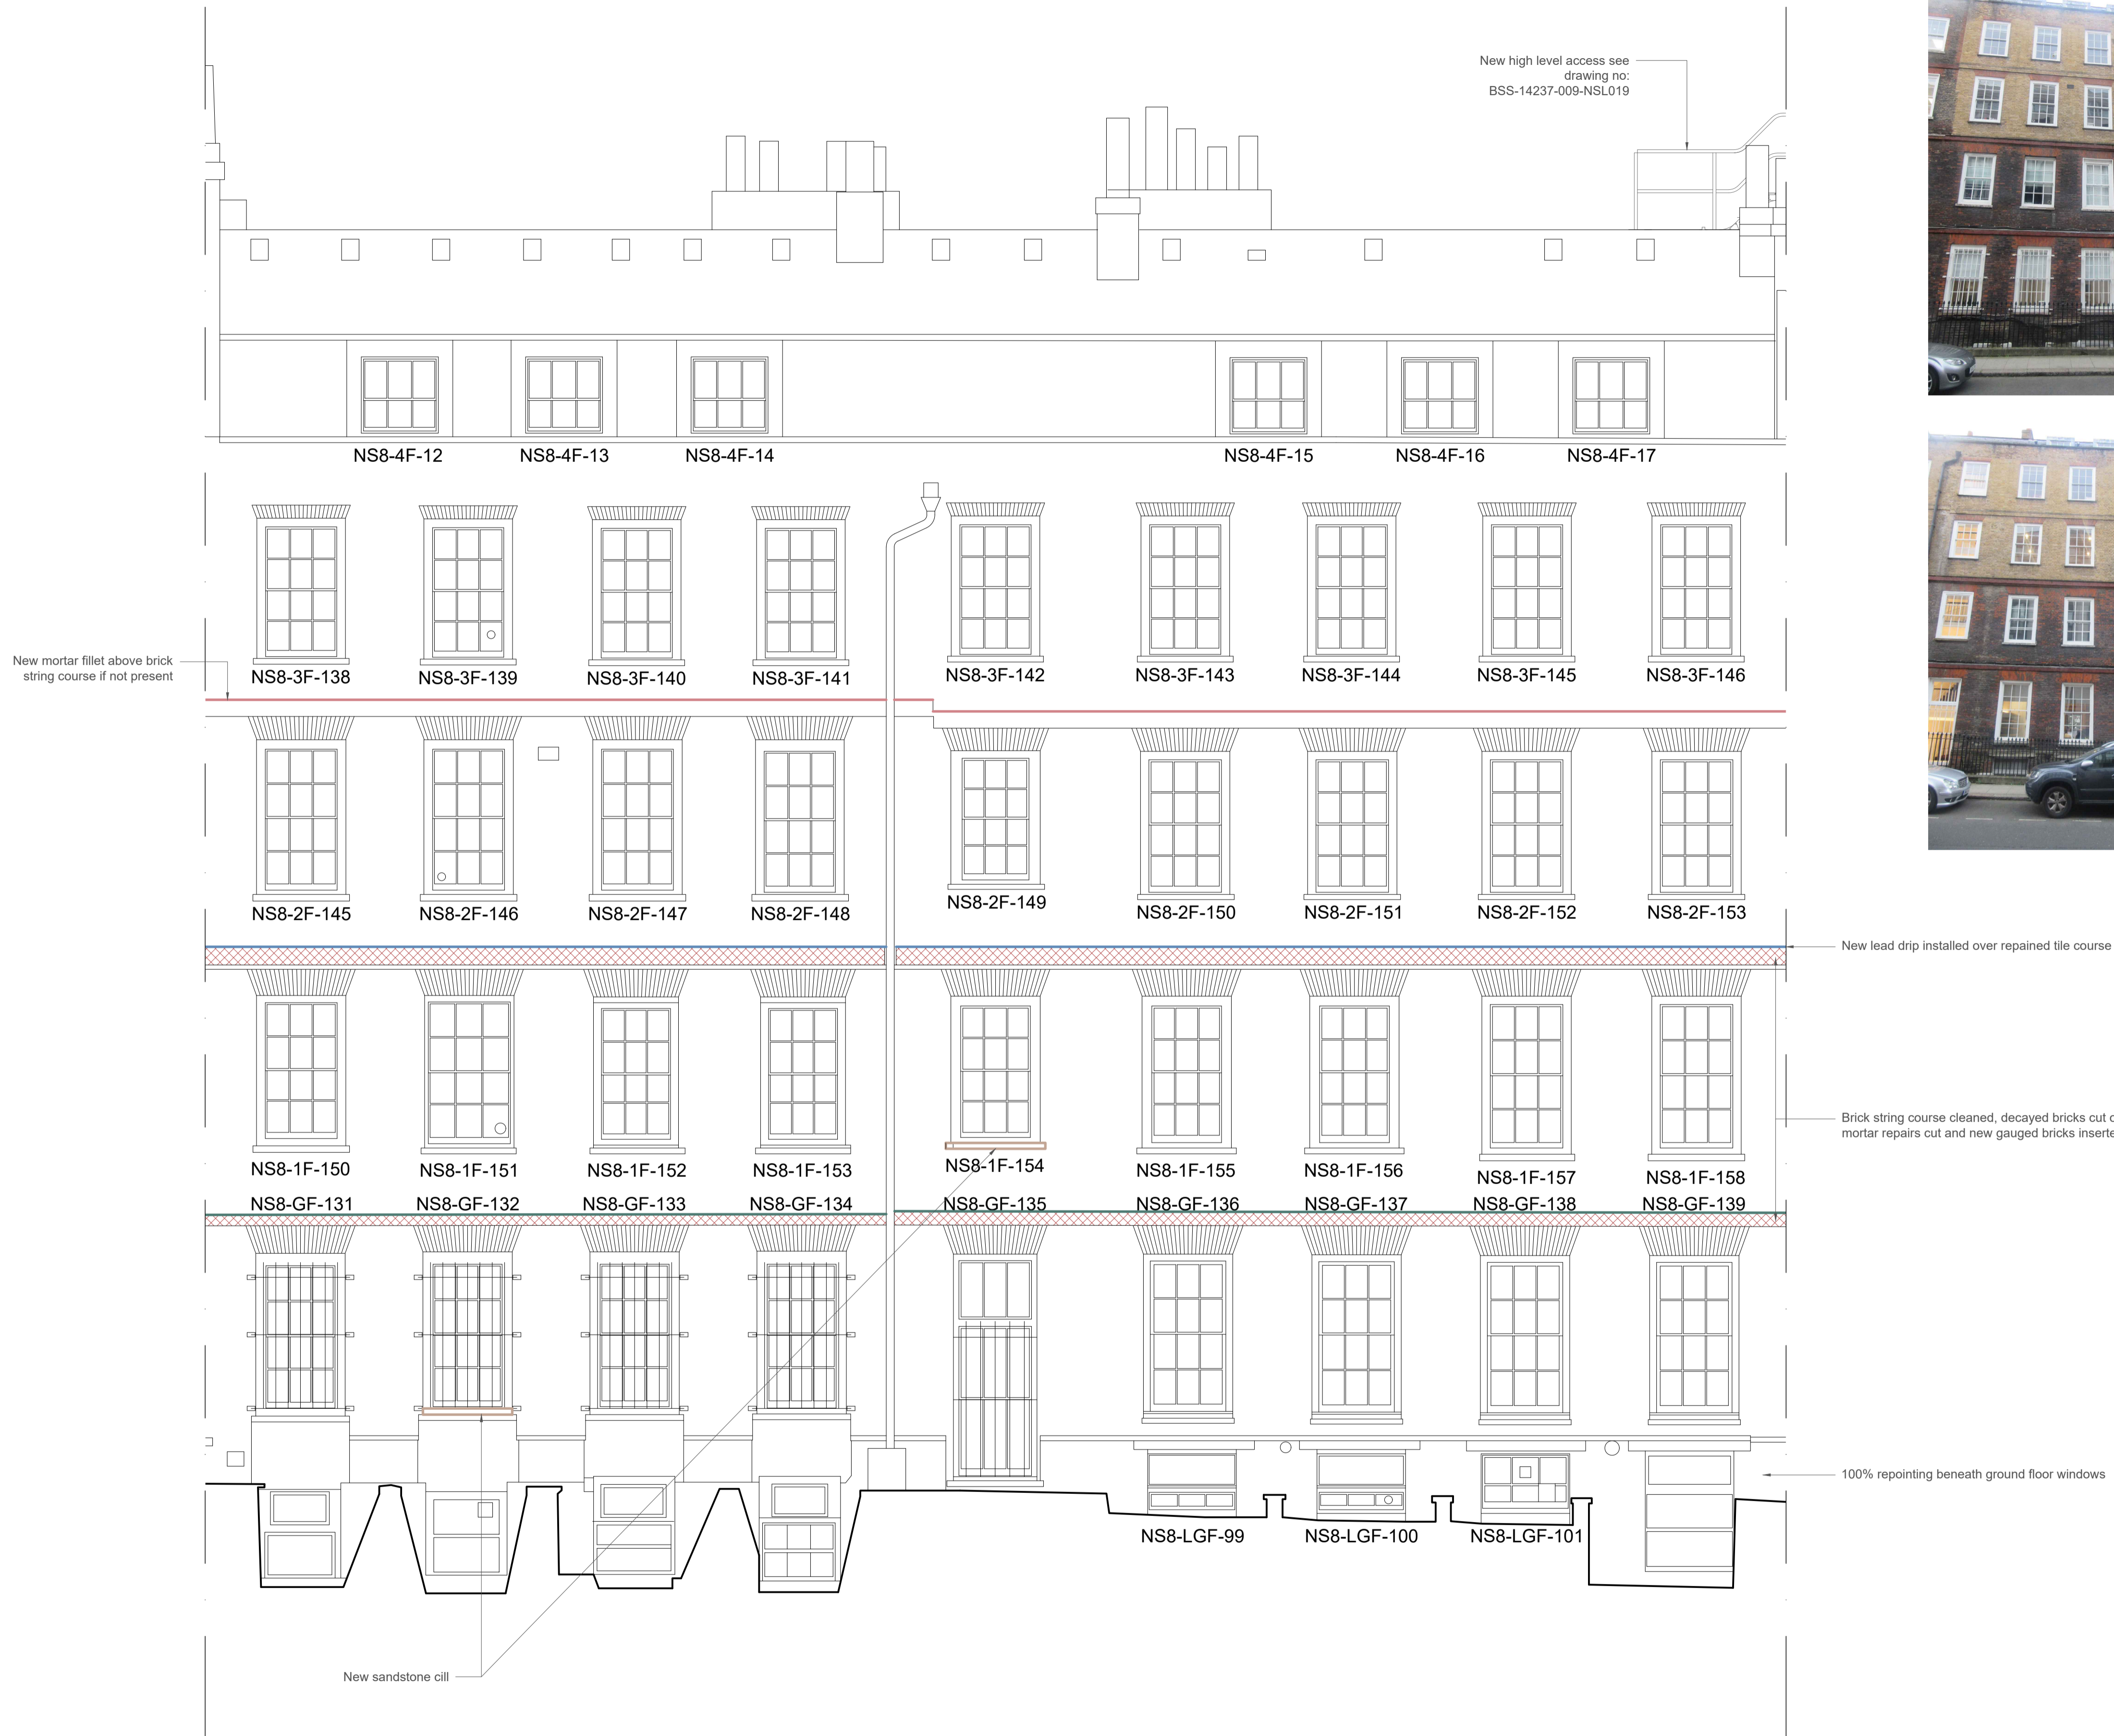 New high level access see
drawing no:
BSS-14237-009-NSL019
NS8-4F-12 NS8-4F-13 NS8-4F-14 NS8-4F-15 NS8-4F-16 NS8-4F-17
New mortar fillet above brick
string course if not present
NS8-3F-138 NS8-3F-139 NS8-3F-140 NS8-3F-141 NS8-3F-142 NS8-3F-143 NS8-3F-144 NS8-3F-145 NS8-3F-146
NS8-2F-145 NS8-2F-146 NS8-2F-147 NS8-2F-148 NS8-2F-149 NS8-2F-150 NS8-2F-151 NS8-2F-152 NS8-2F-153
New lead drip installed over repained tile course
Brick string course cleaned, decayed bricks cut
mortar repairs cut and new gauged bricks
NS8-1F-150 NS8-1F-151 NS8-1F-152 NS8-1F-153 NS8-1F-154 NS8-1F-155 NS8-1F-156 NS8-1F-157 NS8-1F-158
NS8-GF-131 NS8-GF-132 NS8-GF-133 NS8-GF-134 NS8-GF-135 NS8-GF-136 NS8-GF-137 NS8-GF-138 NS8-GF-139
100% repointing beneath ground floor windows
NS8-LGF-99 NS8-LGF-100 NS8-LGF-101
New sandstone cill